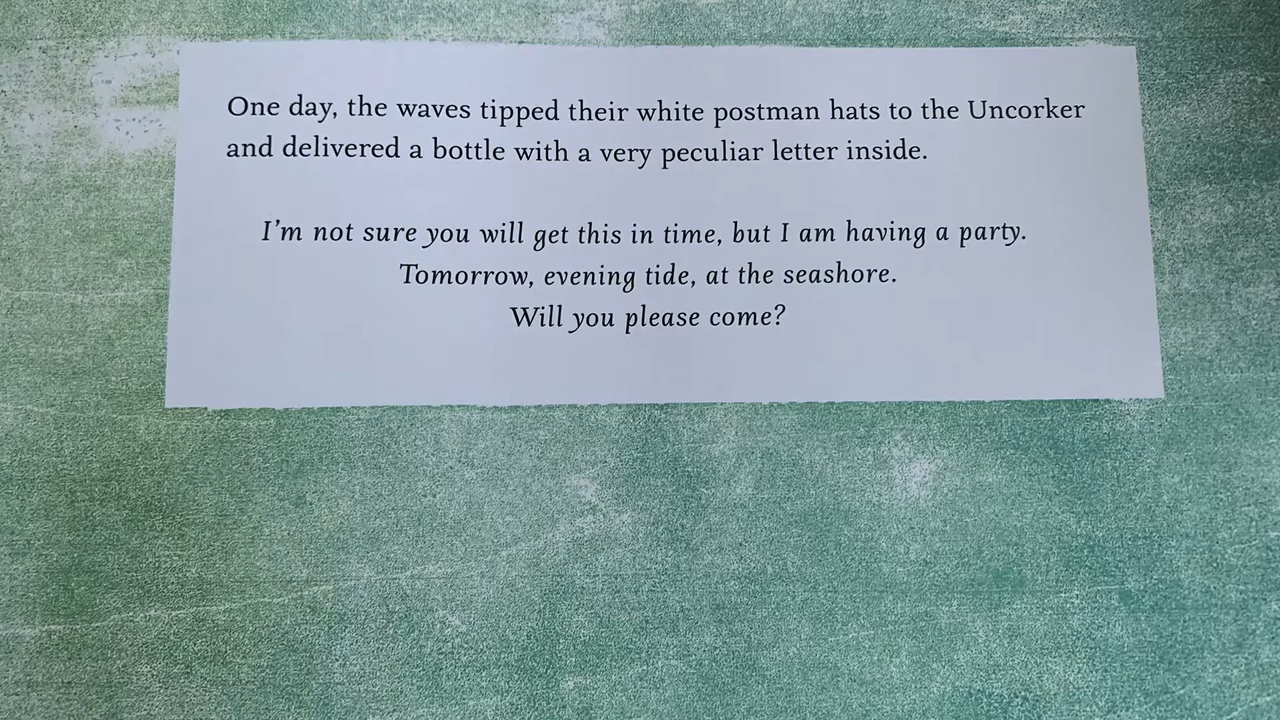 One day, the waves tipped their white postman hats to the Uncorker
and delivered a bottle with a very peculiar letter inside.
I'm not sure you will get this in time, but I am having a party.
Tomorrow, evening tide, at the seashore.
Will you please come?